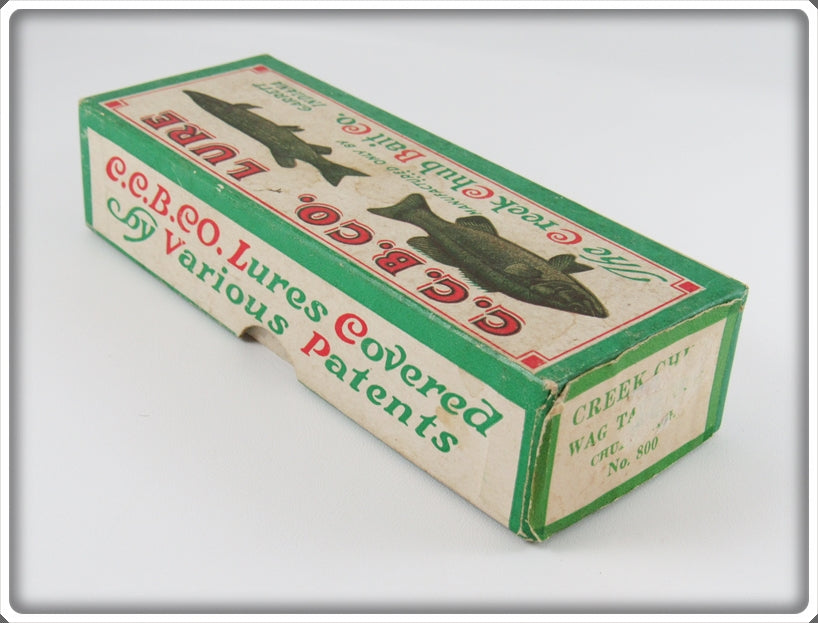 C.C.B.CO. LURE
The Creek Chub Bait Co.
MANUFACTURED ONLY BY
GARRETT
INDIANA
C.C.B.CO. Lures Covered
by Various Patents
CREEK
WAG
No. 800